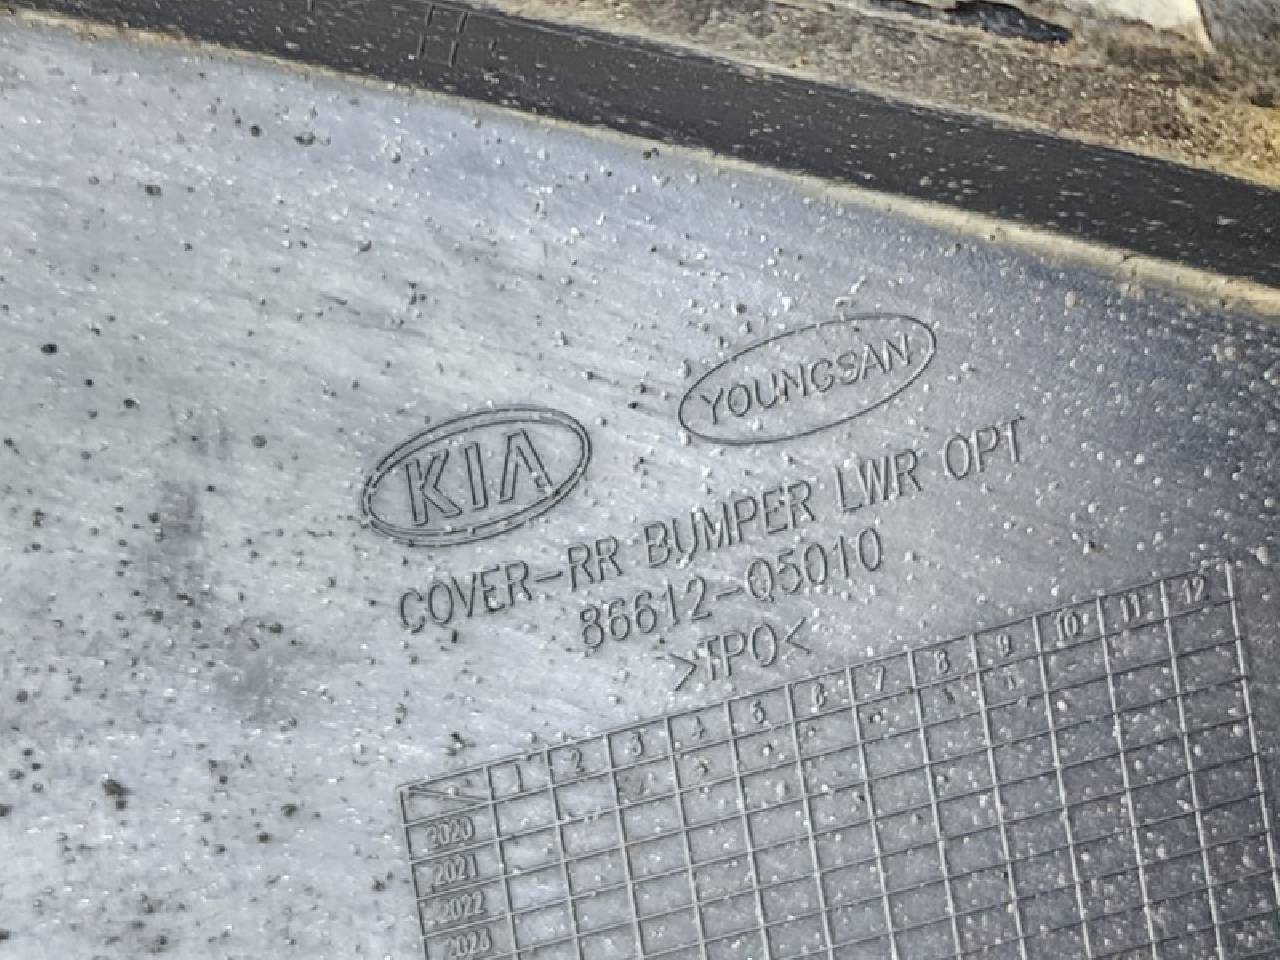 YOUNGSAN
KIA
COVER-RR BUMPER LWR OPT
86612-Q5010
>TPO<
1 2 3 4 5 6 7 8 9 10 11 12
2020
2021
2022
2023